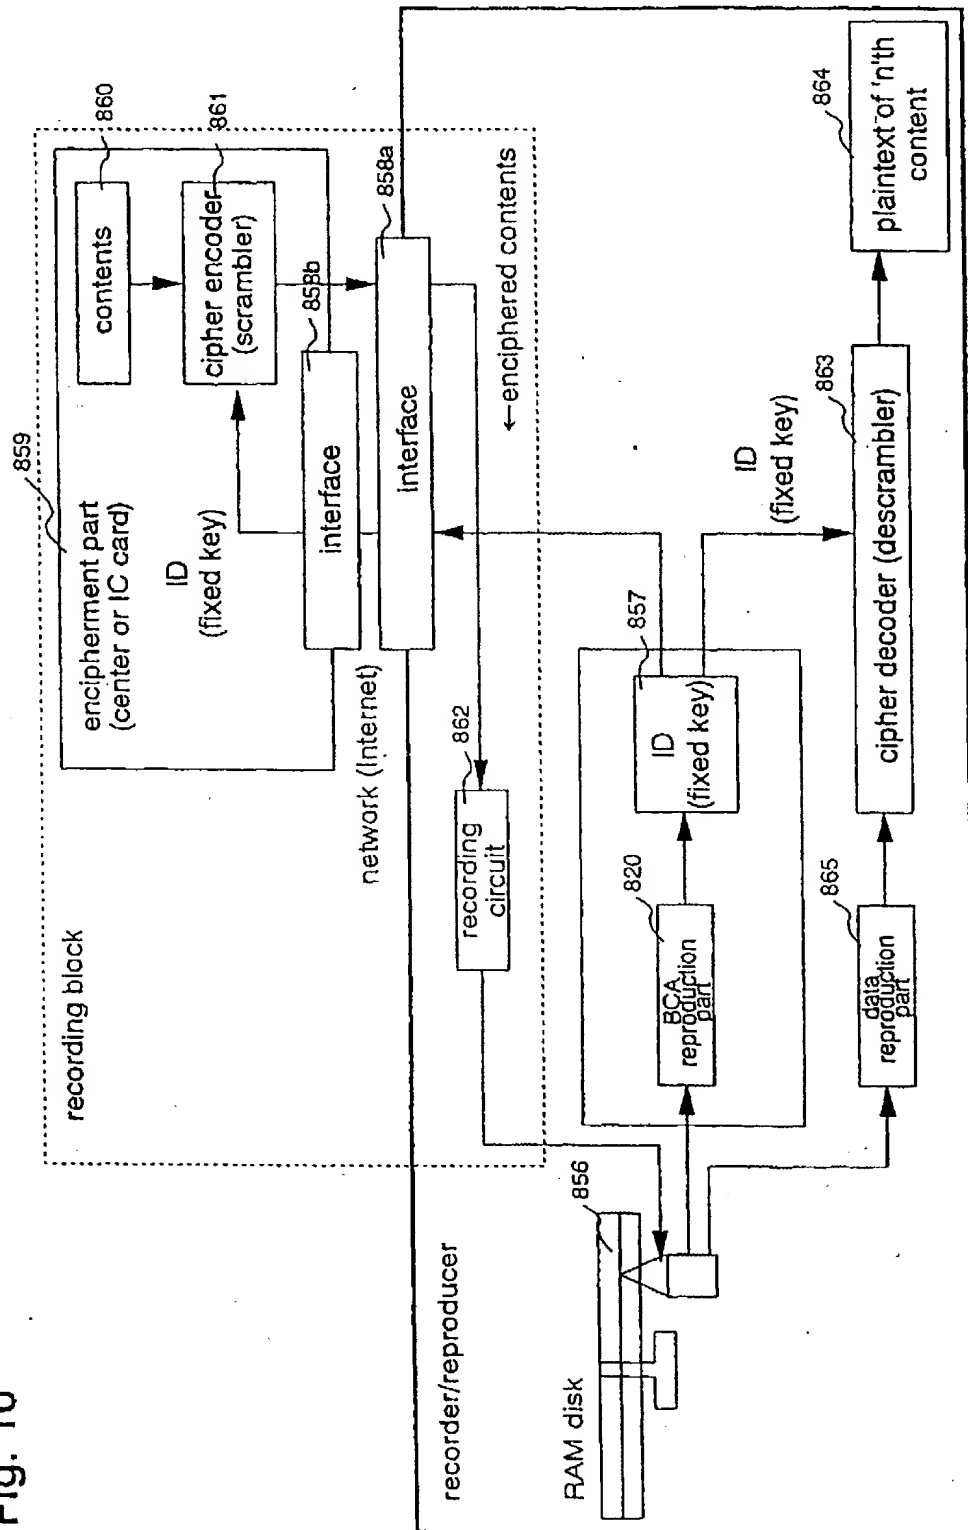 Fig. 16
recording block
859
encipherment part
(center or IC card)
860
contents
861
cipher encoder
(scrambler)
ID
(fixed key)
858b
interface
network (Internet)
858a
interface
←enciphered contents
862
recording
circuit
recorder/reproducer
RAM disk
856
820
BCA
reproduction
part
857
ID
(fixed key)
ID
(fixed key)
865
data
reproduction
part
863
cipher decoder (descrambler)
864
plaintext of 'n'th
content